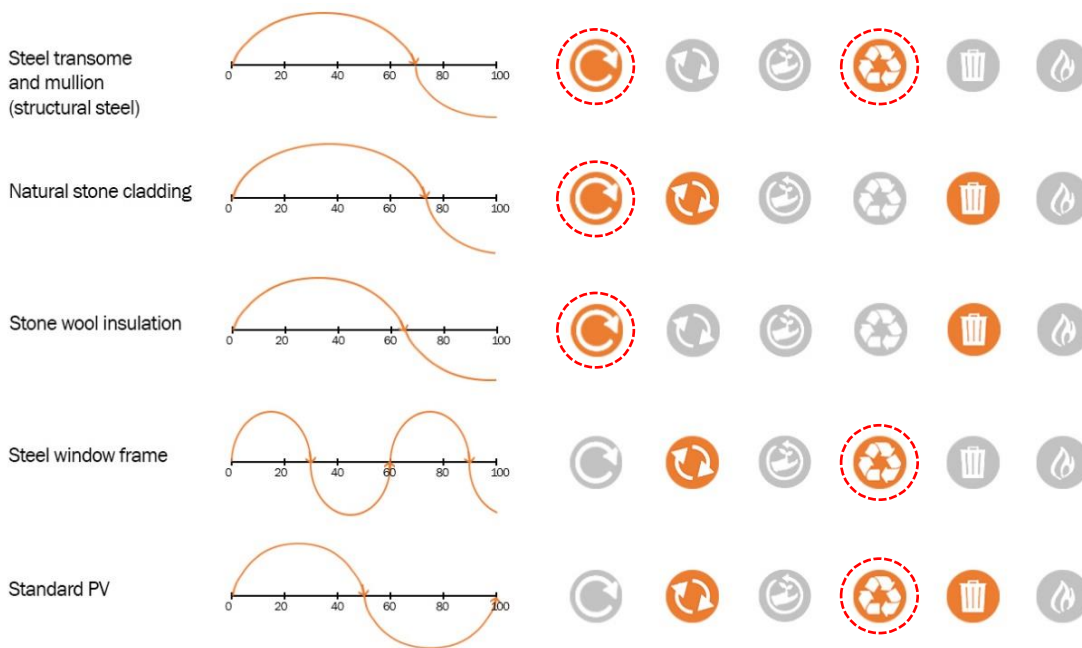 Steel transome
and mullion
(structural steel)
0 20 40 60 80 100
Natural stone cladding
0 20 40 60 80 100
Stone wool insulation
0 20 40 60 80 100
Steel window frame
0 20 40 60 80 100
Standard PV
0 20 40 60 80 100